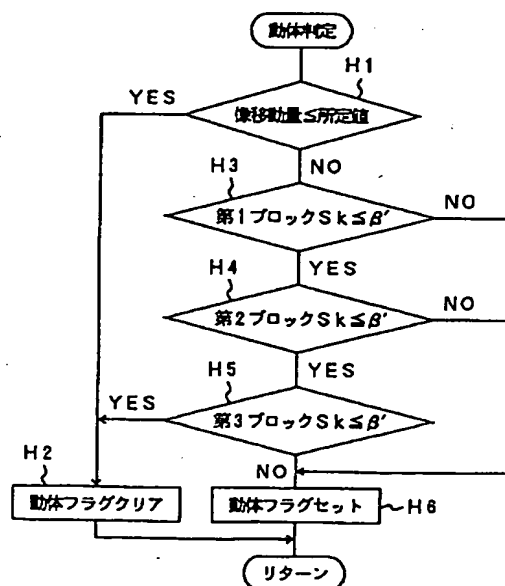 動体判定
H1
YES
像移動量≦所定値
NO
H3
NO
第1ブロックSk≦β′
H4
YES
NO
第2ブロックSk≦β′
H5
YES
YES
第3ブロックSk≦β′
H2
NO
動体フラグクリア
動体フラグセット
H6
リターン